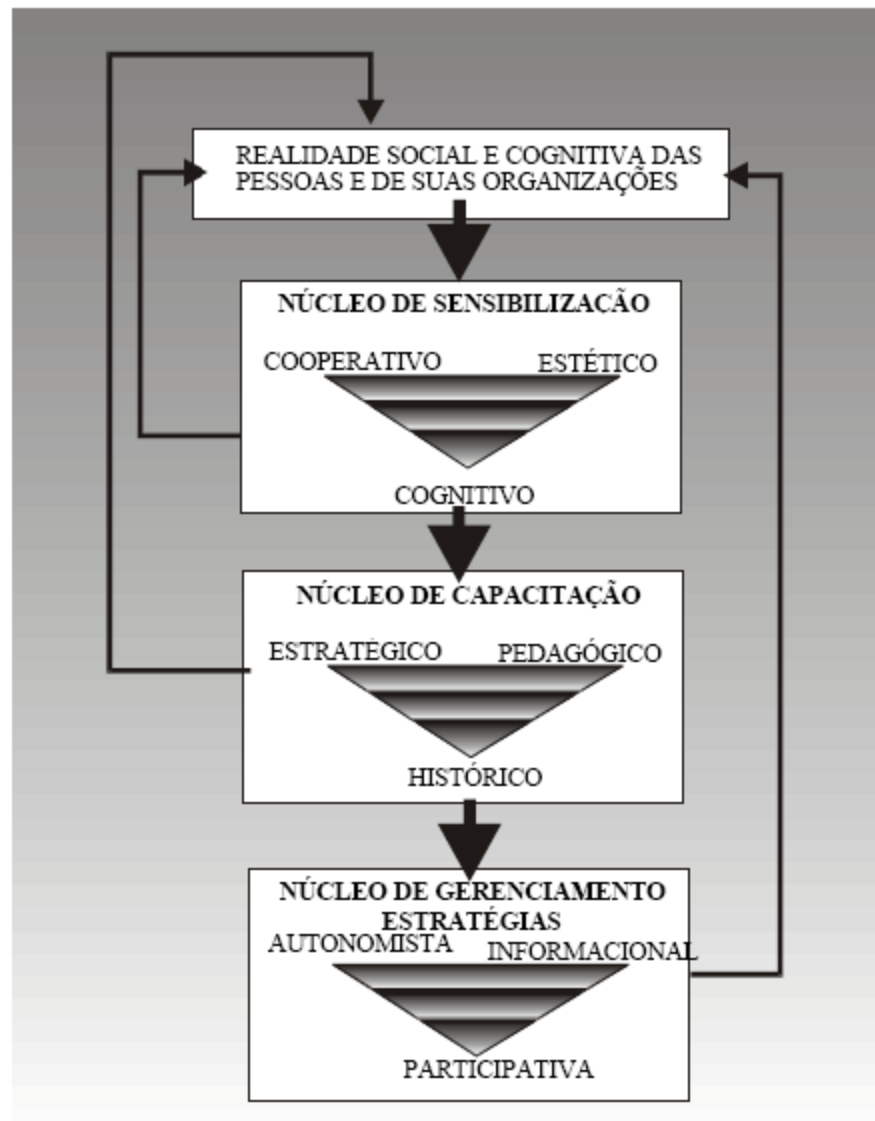 REALIDADE SOCIAL E COGNITIVA DAS
PESSOAS E DE SUAS ORGANIZAÇÕES
NÚCLEO DE SENSIBILIZAÇÃO
COOPERATIVO
ESTÉTICO
COGNITIVO
NÚCLEO DE CAPACITAÇÃO
ESTRATÉGICO
PEDAGÓGICO
HISTÓRICO
NÚCLEO DE GERENCIAMENTO
ESTRATÉGIAS
AUTONOMISTA
INFORMACIONAL
PARTICIPATIVA